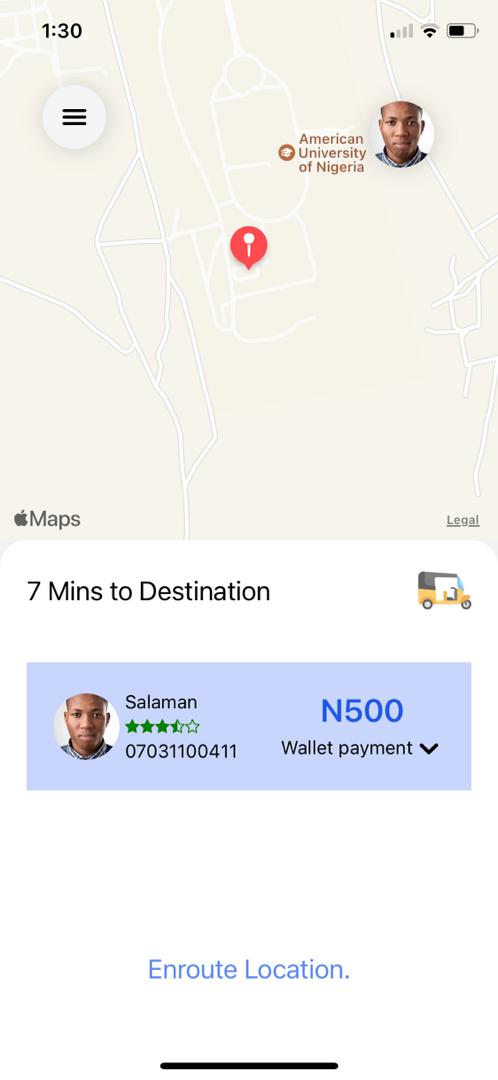 1:30
American
University
of Nigeria
Maps
Legal
7 Mins to Destination
Salaman
07031100411
N500
Wallet payment
Enroute Location.